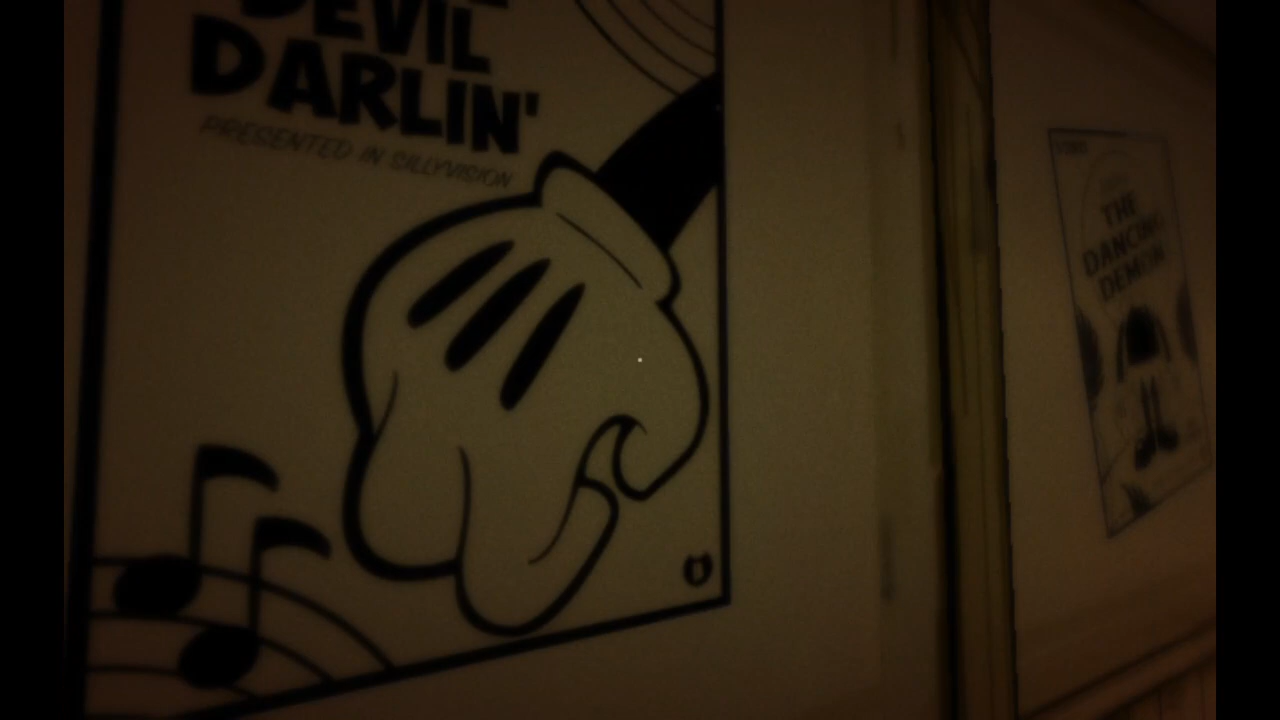 DEVIL
DARLIN'
PRESENTED IN SILLYVISION
THE
DANCING
DEMON